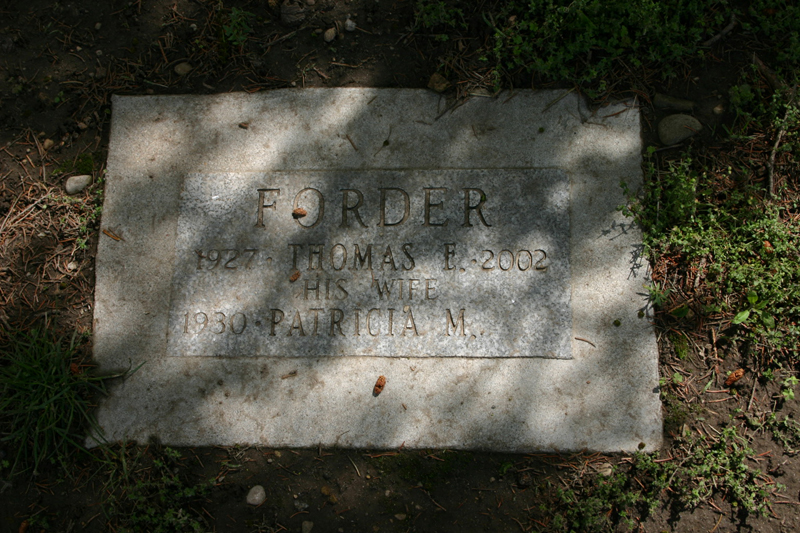 FORDER
1927 · THOMAS E. · 2002
HIS WIFE
1930 · PATRICIA M. ·